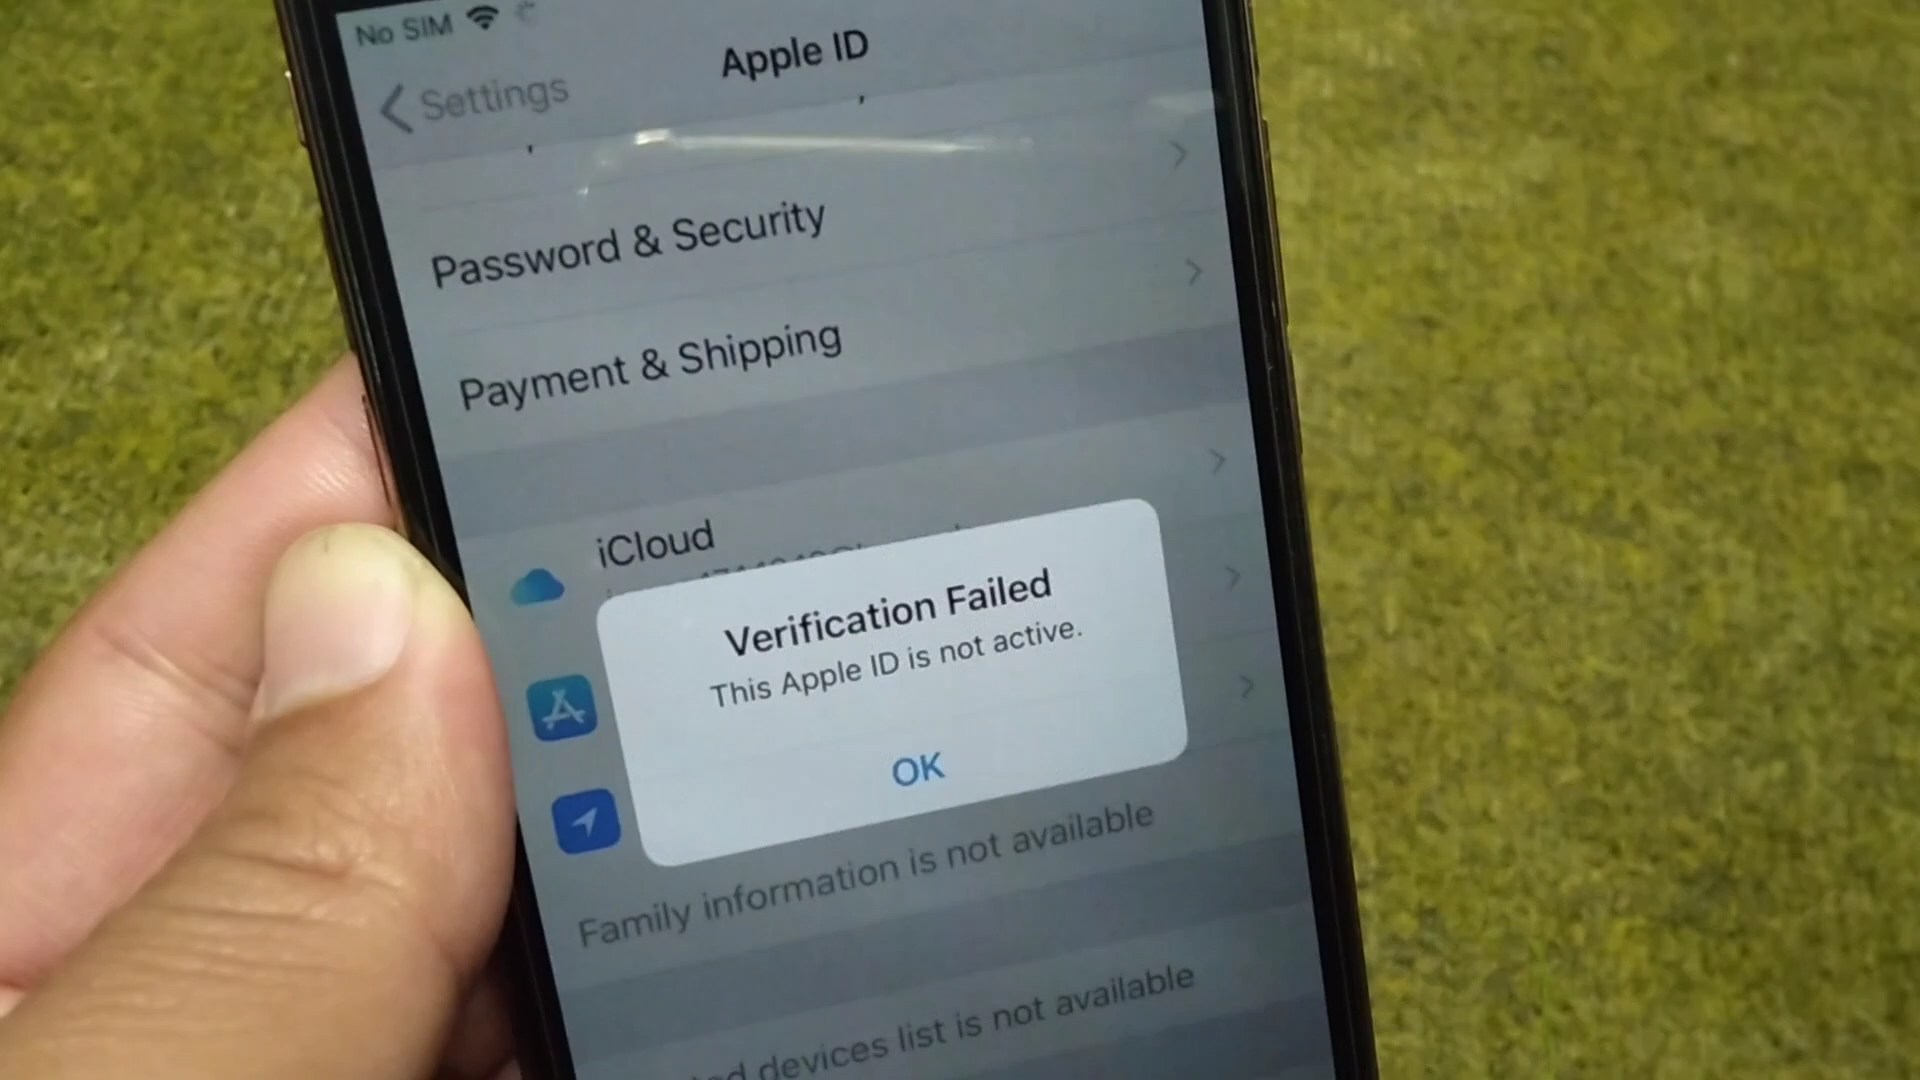 No SIM
Settings
Apple ID
Password & Security
Payment & Shipping
iCloud
Verification Failed
This Apple ID is not active.
OK
Family information is not available
devices list is not available